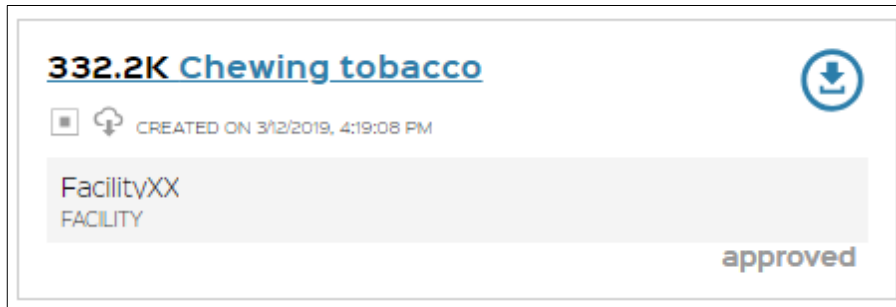 332.2K Chewing tobacco
CREATED ON 3/12/2019, 4:19:08 PM
FacilityXX
FACILITY
approved